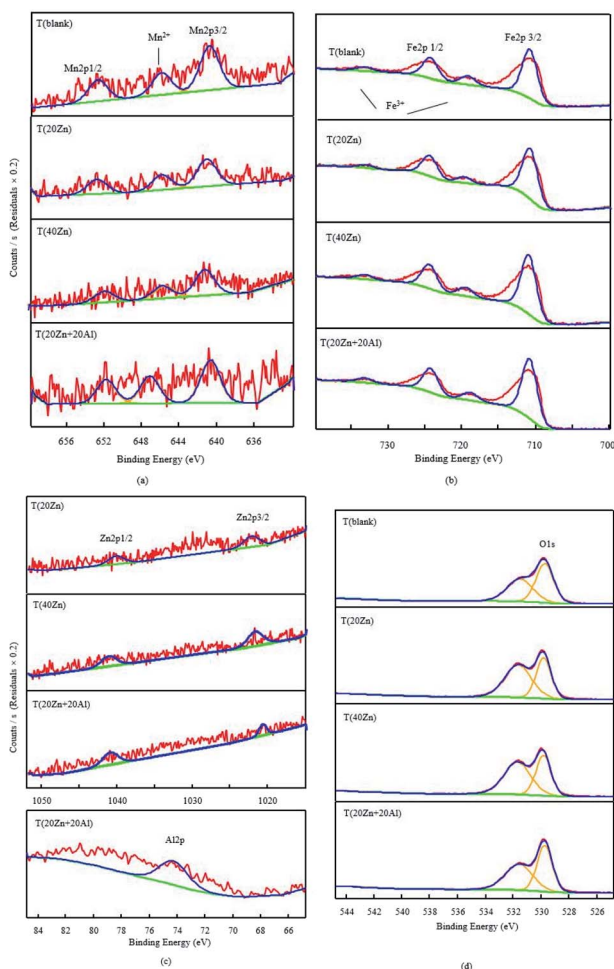 T(blank)
Mn2p1/2
Mn²⁺
Mn2p3/2
T(20Zn)
T(40Zn)
T(20Zn+20Al)
656 652 648 644 640 636
Binding Energy (eV)
(a)
Counts / s (Residuals × 0.2)
T(blank)
Fe2p 1/2
Fe2p 3/2
Fe³⁺
T(20Zn)
T(40Zn)
T(20Zn+20Al)
730 720 710 700
Binding Energy (eV)
(b)
T(20Zn)
Zn2p1/2
Zn2p3/2
T(40Zn)
T(20Zn+20Al)
1050 1040 1030 1020
Counts / s (Residuals × 0.2)
T(20Zn+20Al)
Al2p
84 82 80 78 76 74 72 70 68 66
Binding Energy (eV)
(c)
T(blank)
O1s
T(20Zn)
T(40Zn)
T(20Zn+20Al)
544 542 540 538 536 534 532 530 528 526
Binding Energy (eV)
(d)